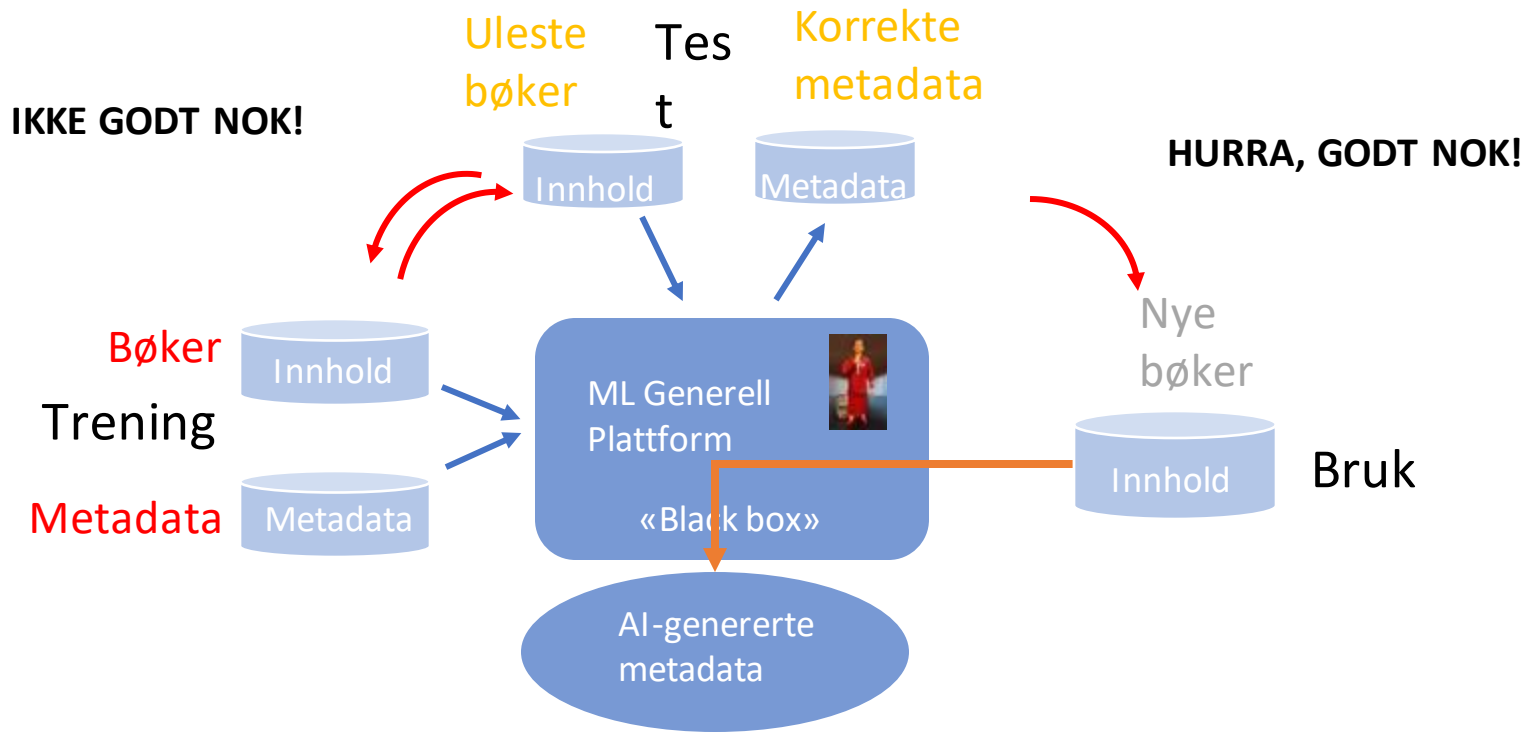 Uleste
bøker
Tes
t
Korrekte
metadata
IKKE GODT NOK!
HURRA, GODT NOK!
Innhold
Metadata
Nye
bøker
Bøker
Innhold
Trening
Metadata
Metadata
ML Generell
Plattform
«Black box»
Innhold
Bruk
AI-genererte
metadata